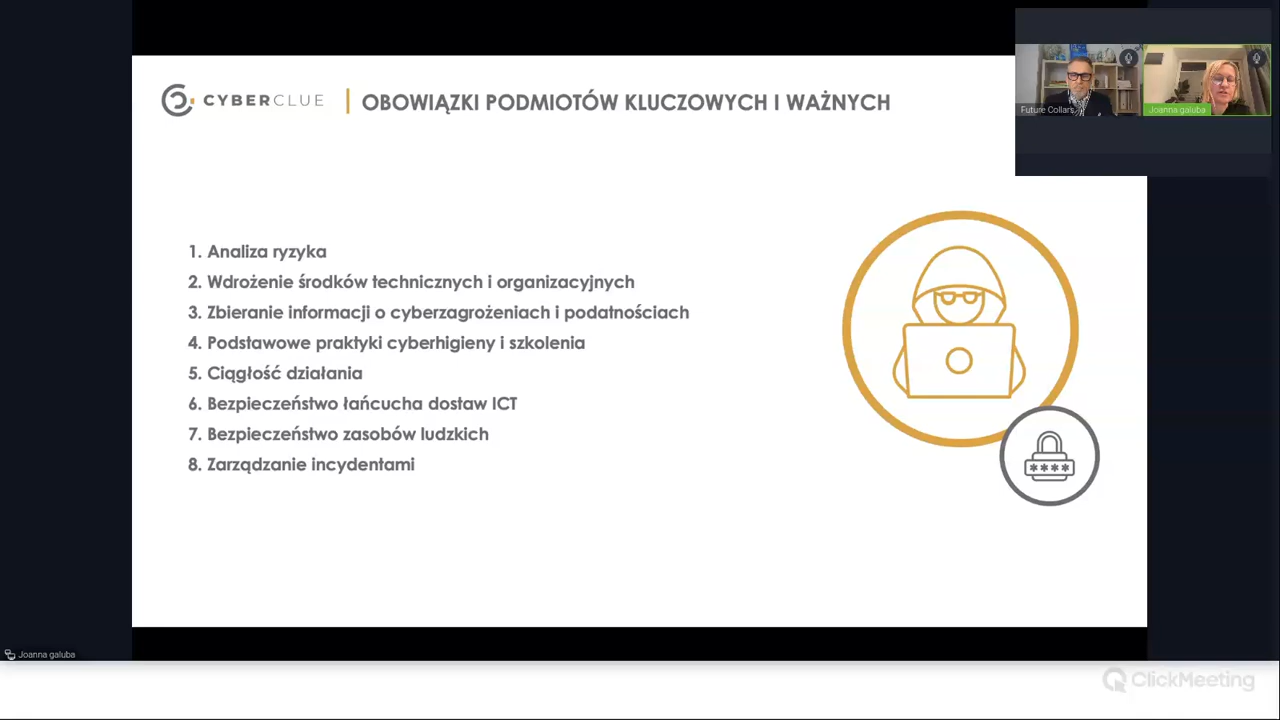 CYBERCLUE
OBOWIĄZKI PODMIOTÓW KLUCZOWYCH I WAŻNYCH
Future Collars
Joanna galuba
1. Analiza ryzyka
2. Wdrożenie środków technicznych i organizacyjnych
3. Zbieranie informacji o cyberzagrożeniach i podatnościach
4. Podstawowe praktyki cyberhigieny i szkolenia
5. Ciągłość działania
6. Bezpieczeństwo łańcucha dostaw ICT
7. Bezpieczeństwo zasobów ludzkich
8. Zarządzanie incydentami
****
Joanna galuba
ClickMeeting